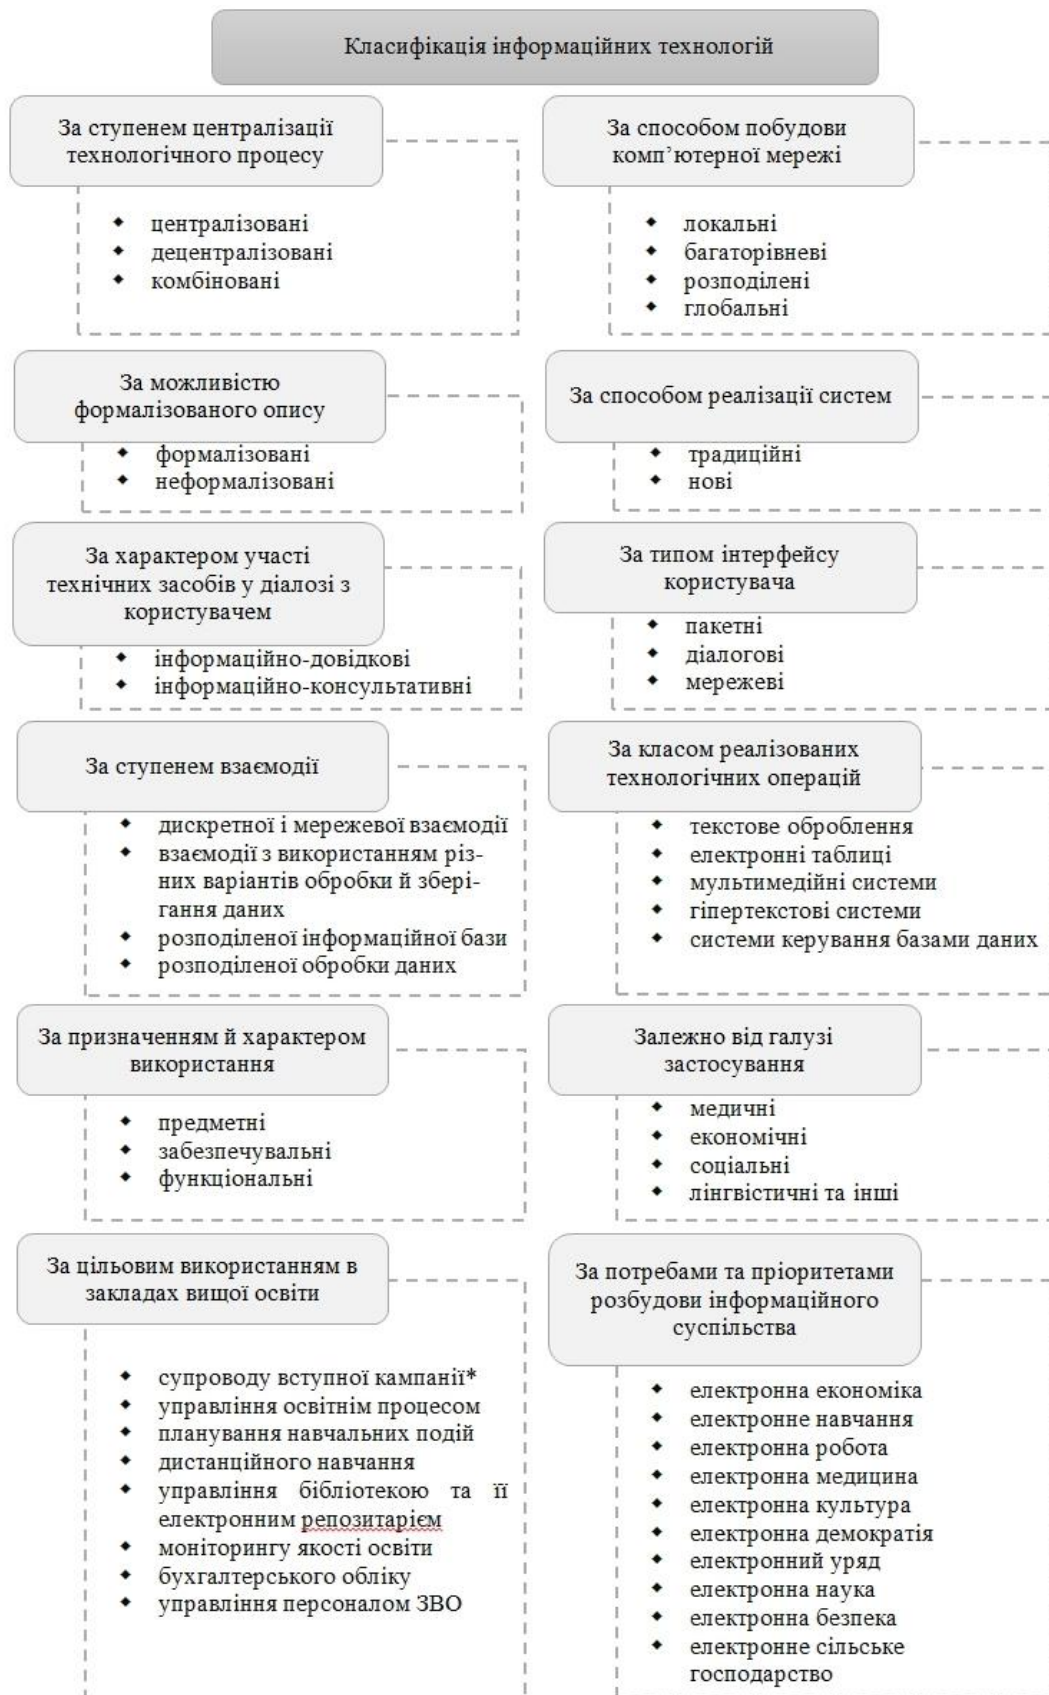 Класифікація інформаційних технологій
За ступенем централізації
технологічного процесу
централізовані
децентралізовані
комбіновані
За способом побудови
комп’ютерної мережі
локальні
багаторівневі
розподілені
глобальні
За можливістю
формалізованого опису
формалізовані
неформалізовані
За способом реалізації систем
традиційні
нові
За характером участі
технічних засобів у діалозі з
користувачем
інформаційно-довідкові
інформаційно-консультативні
За типом інтерфейсу
користувача
пакетні
діалогові
мережеві
За ступенем взаємодії
дискретної і мережевої взаємодії
взаємодії з використанням різ-
них варіантів обробки й збері-
гання даних
розподіленої інформаційної бази
розподіленої обробки даних
За класом реалізованих
технологічних операцій
текстове оброблення
електронні таблиці
мультимедійні системи
гіпертекстові системи
системи керування базами даних
За призначенням й характером
використання
предметні
забезпечувальні
функціональні
Залежно від галузі
застосування
медичні
економічні
соціальні
лінгвістичні та інші
За цільовим використанням в
закладах вищої освіти
супроводу вступної кампанії*
управління освітнім процесом
планування навчальних подій
дистанційного навчання
управління бібліотекою та її
електронним репозитарієм
моніторингу якості освіти
бухгалтерського обліку
управління персоналом ЗВО
За потребами та пріоритетами
розбудови інформаційного
суспільства
електронна економіка
електронне навчання
електронна робота
електронна медицина
електронна культура
електронна демократія
електронний уряд
електронна наука
електронна безпека
електронне сільське
господарство